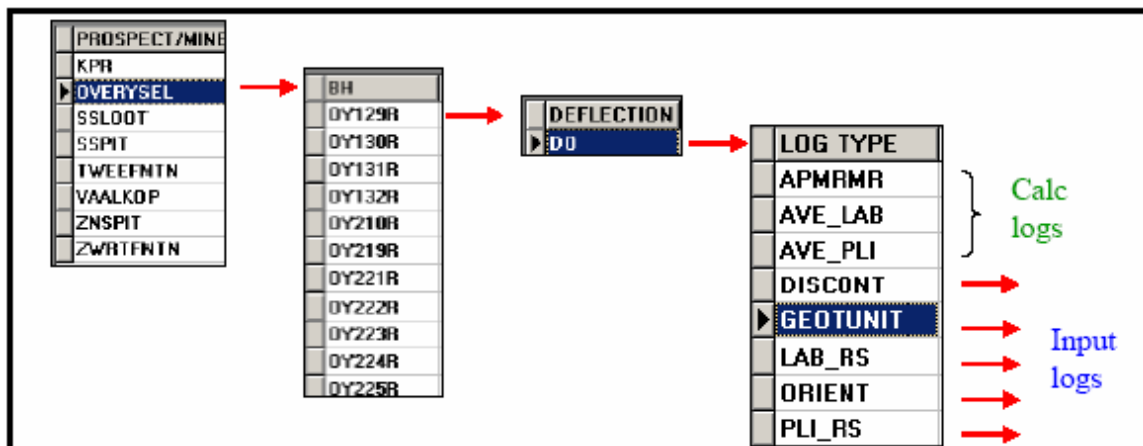 PROSPECT/MINE
KPR
OVERYSEL
SSLOOT
SSPIT
TWEEFNTN
VAALKOP
ZNSPIT
ZWRTFNTN
BH
OY129R
OY130R
OY131R
OY132R
OY210R
OY219R
OY221R
OY222R
OY223R
OY224R
OY225R
DEFLECTION
D0
LOG TYPE
APMRMR
AVE_LAB
AVE_PLI
DISCONT
GEOTUNIT
LAB_RS
ORIENT
PLI_RS
Calc
logs
Input
logs